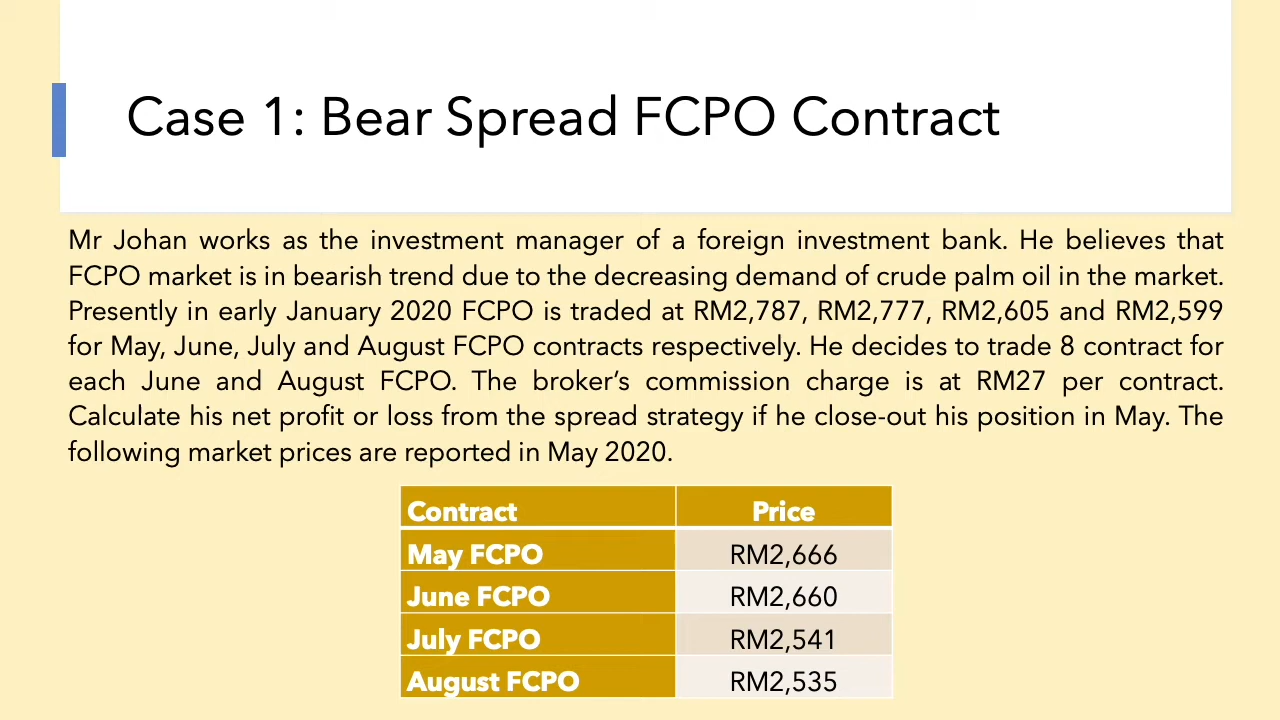 Case 1: Bear Spread FCPO Contract
Mr Johan works as the investment manager of a foreign investment bank. He believes that
FCPO market is in bearish trend due to the decreasing demand of crude palm oil in the market.
Presently in early January 2020 FCPO is traded at RM2,787, RM2,777, RM2,605 and RM2,599
for May, June, July and August FCPO contracts respectively. He decides to trade 8 contract for
each June and August FCPO. The broker’s commission charge is at RM27 per contract.
Calculate his net profit or loss from the spread strategy if he close-out his position in May. The
following market prices are reported in May 2020.
Contract Price
May FCPO RM2,666
June FCPO RM2,660
July FCPO RM2,541
August FCPO RM2,535